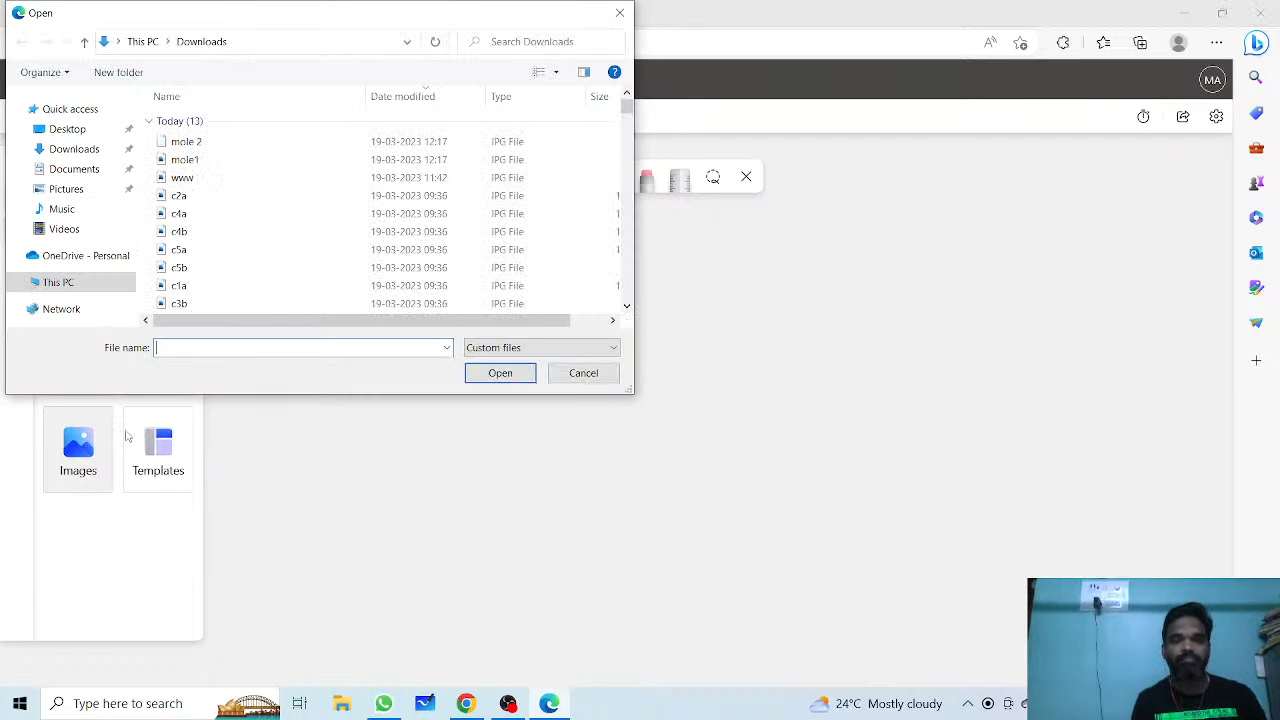 Open
This PC
Downloads
Search Downloads
Organize
New folder
Name
Date modified
Type
Size
Quick access
Desktop
Downloads
Documents
Pictures
Music
Videos
OneDrive - Personal
This PC
Network
Today (13)
mole 2 19-03-2023 12:17 JPG File
mole1 19-03-2023 12:17 JPG File
www 19-03-2023 11:42 JPG File
c2a 19-03-2023 09:36 JPG File 1
c4a 19-03-2023 09:36 JPG File 1
c4b 19-03-2023 09:36 JPG File 1
c5a 19-03-2023 09:36 JPG File 1
c5b 19-03-2023 09:36 JPG File
c1a 19-03-2023 09:36 JPG File 1
c3b 19-03-2023 09:36 JPG File
File name:
Custom files
Open
Cancel
MA
Images
Templates
Type here to search
24°C Mostly cloudy